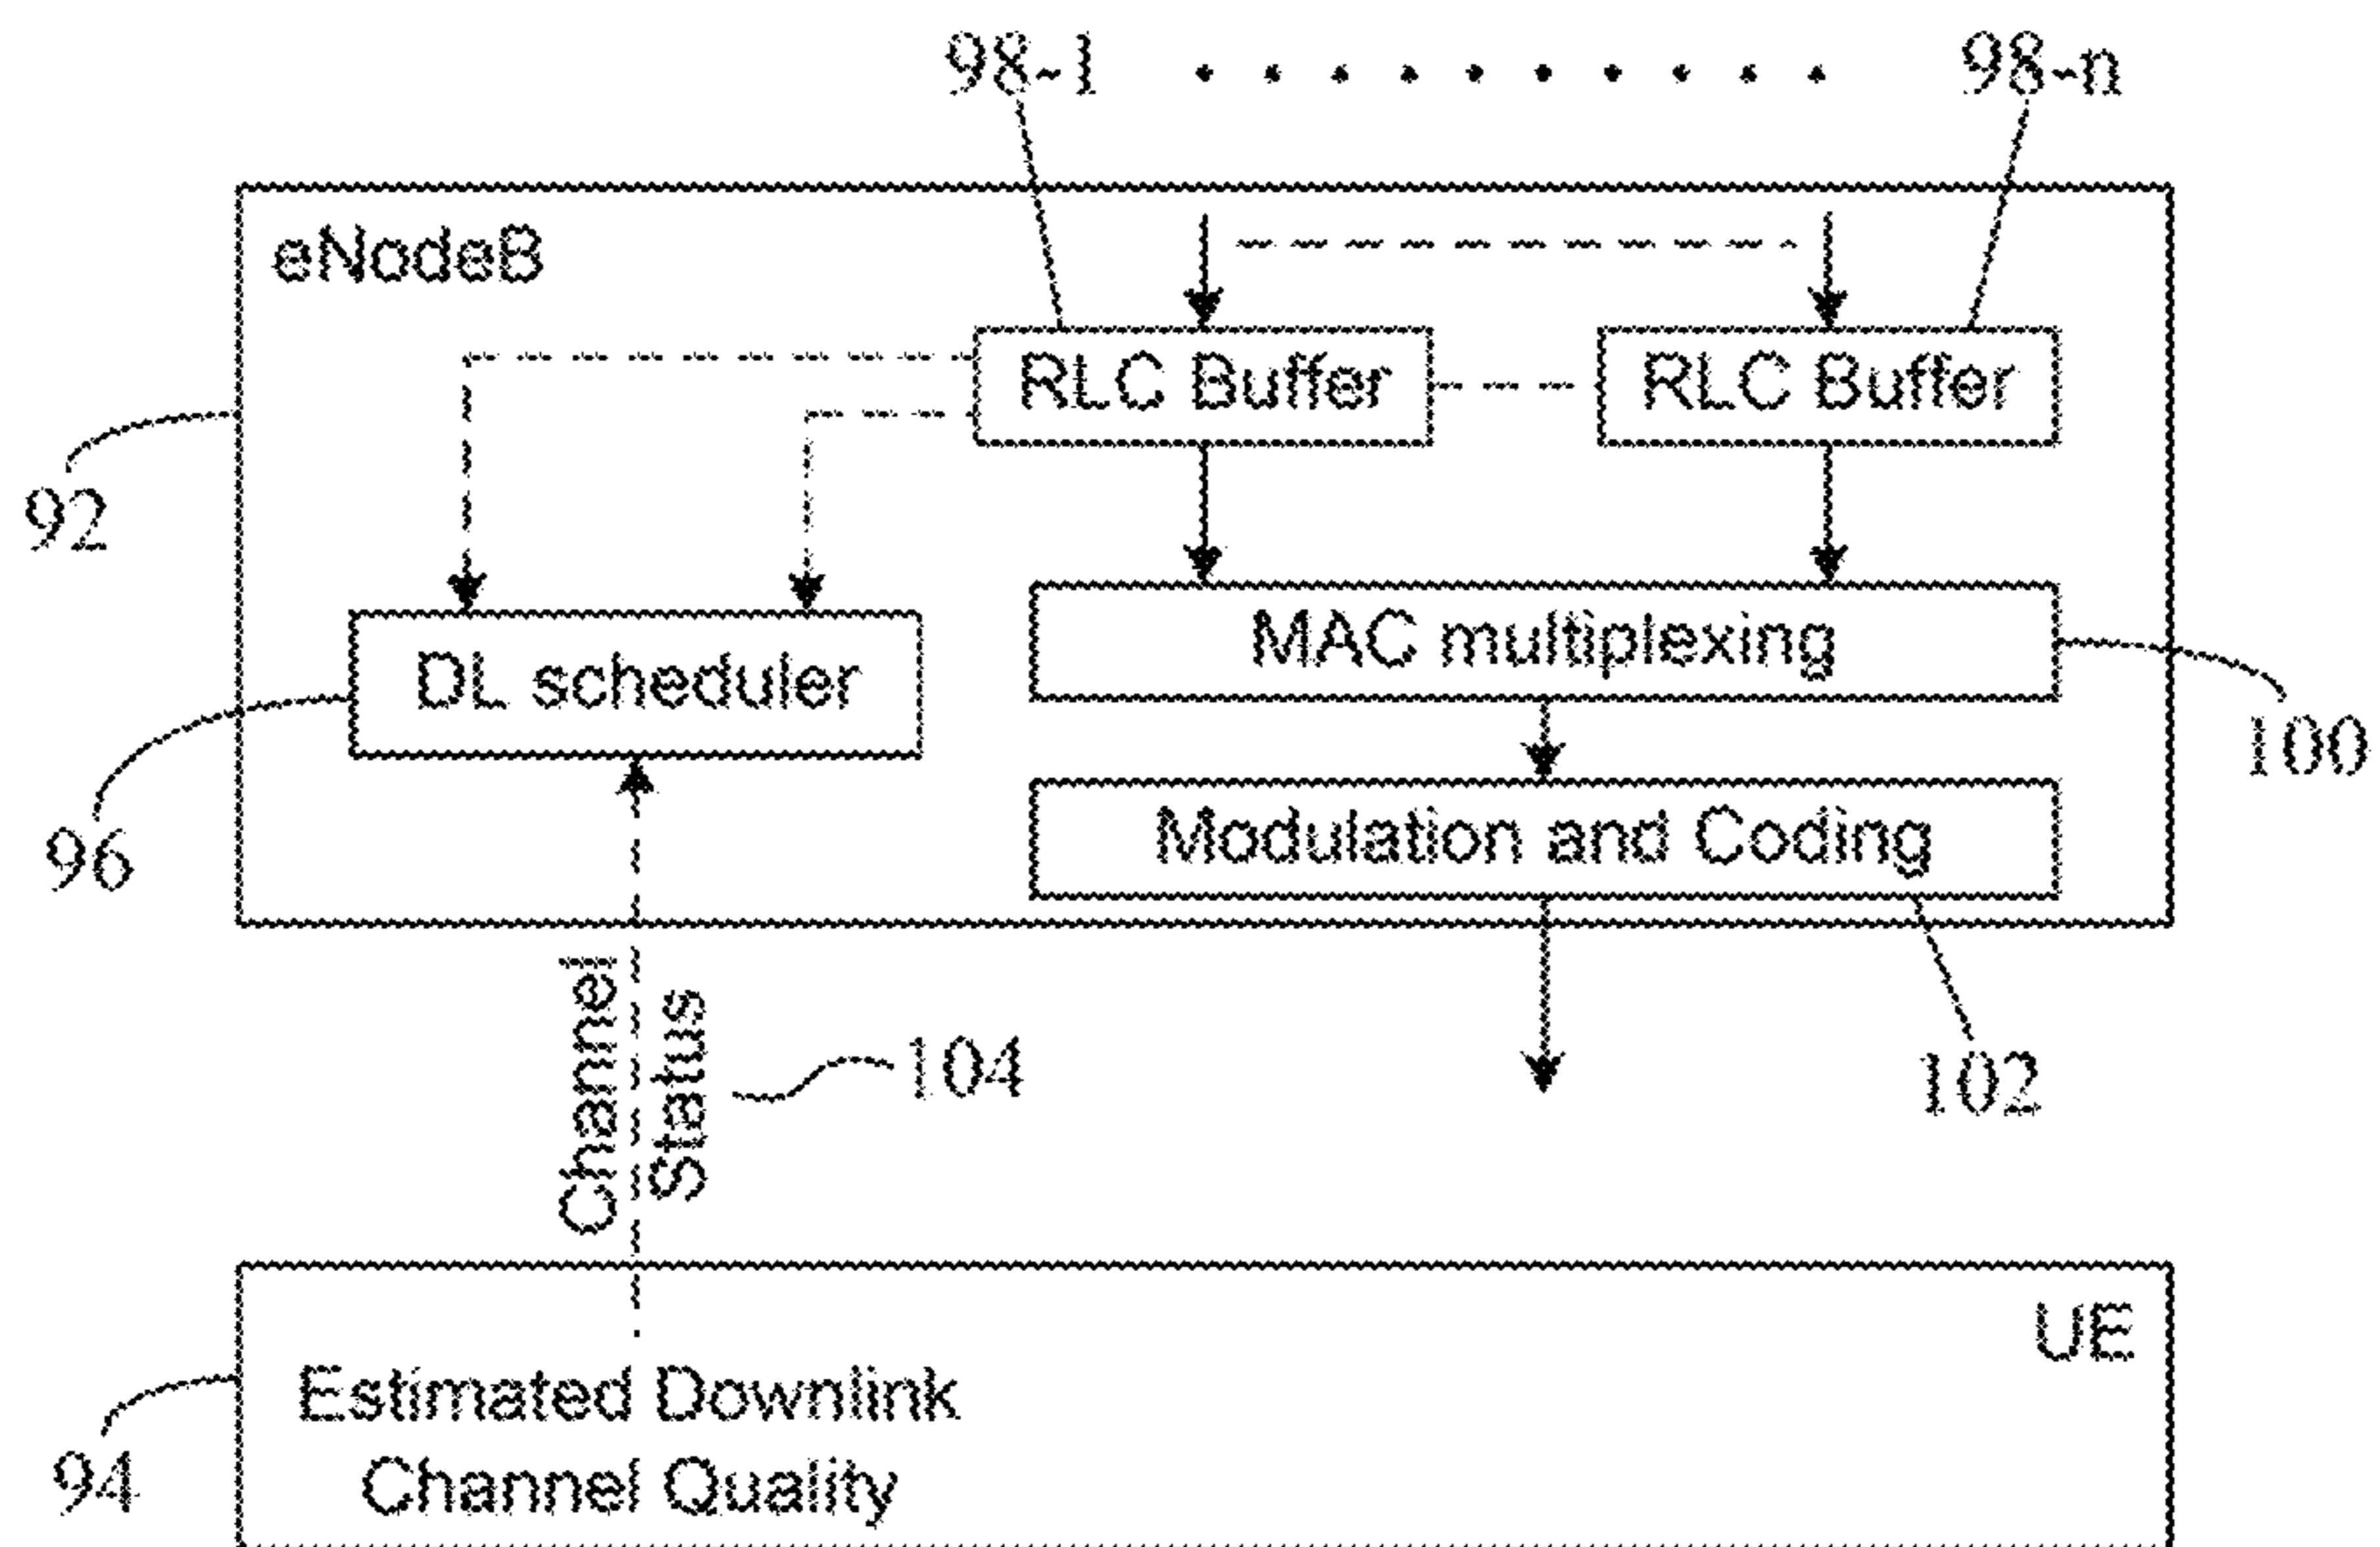 98-1 . . . . . . . . . . 98-n
eNodeB
RLC Buffer
RLC Buffer
92
MAC multiplexing
DL scheduler
100
Modulation and Coding
96
Channel
Status
104
102
UE
Estimated Downlink
Channel Quality
94